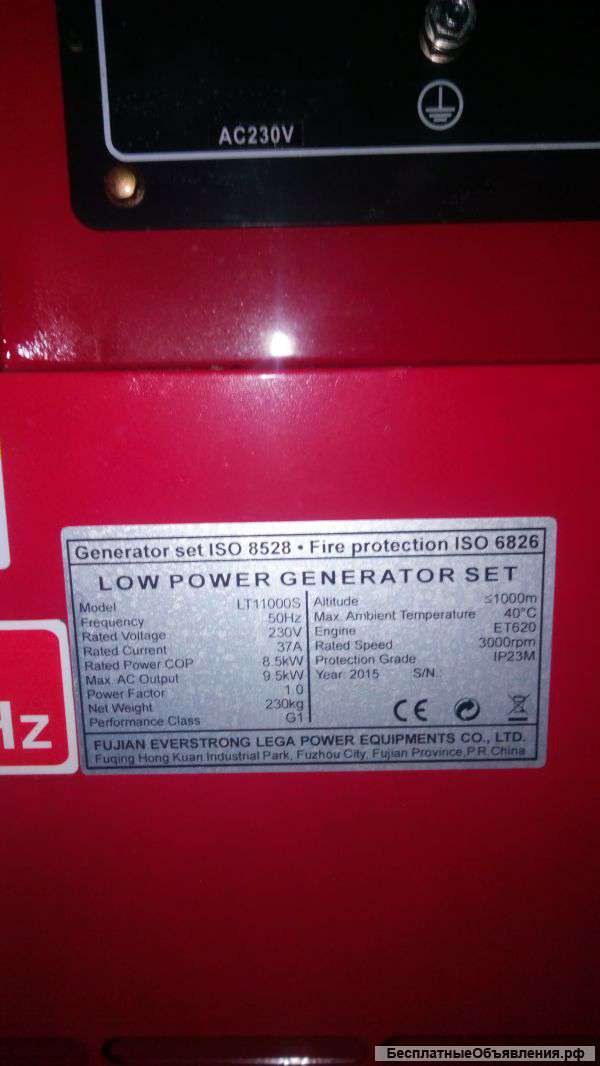 AC230V
Generator set ISO 8528 • Fire protection ISO 6826
LOW POWER GENERATOR SET
Model LT11000S
Frequency 50Hz
Rated Voltage 230V
Rated Current 37A
Rated Power COP 8.5kW
Max. AC Output 9.5kW
Power Factor 1.0
Net Weight 230kg
Performance Class G1
Altitude ≤1000m
Max. Ambient Temperature 40°C
Engine ET620
Rated Speed 3000rpm
Protection Grade IP23M
Year: 2015 S/N.:
CE
FUJIAN EVERSTRONG LEGA POWER EQUIPMENTS CO., LTD.
Fuqing Hong Kuan Industrial Park, Fuzhou City, Fujian Province,P.R.China
Hz
БесплатныеОбъявления.рф